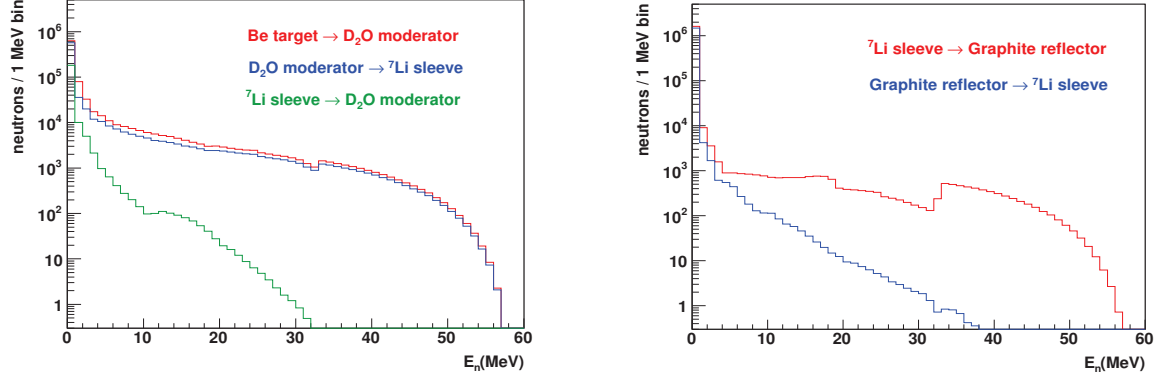 neutrons / 1 MeV bin
10⁶
10⁵
10⁴
10³
10²
10
1
Be target → D₂O moderator
D₂O moderator → ⁷Li sleeve
⁷Li sleeve → D₂O moderator
0 10 20 30 40 50 60
Eₙ(MeV)
neutrons / 1 MeV bin
10⁶
10⁵
10⁴
10³
10²
10
1
⁷Li sleeve → Graphite reflector
Graphite reflector → ⁷Li sleeve
0 10 20 30 40 50 60
Eₙ(MeV)